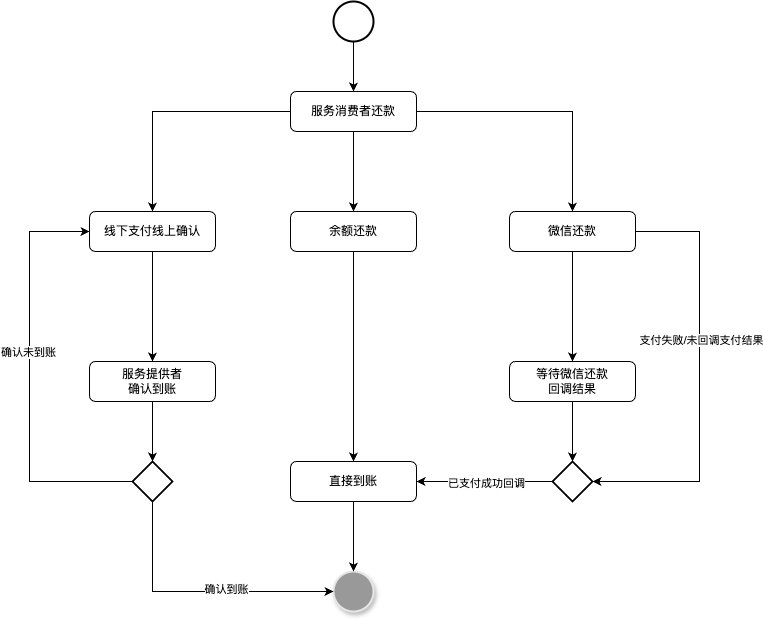 服务消费者还款
线下支付线上确认
余额还款
微信还款
支付失败/未回调支付结果
确认未到账
服务提供者
确认到账
等待微信还款
回调结果
直接到账
已支付成功回调
确认到账